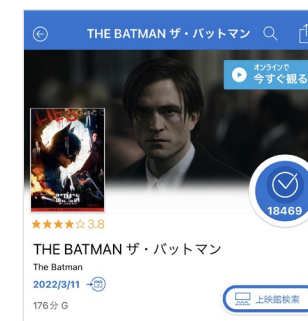 THE BATMAN ザ・バットマン
オンラインで
今すぐ観る
18469
3.8
THE BATMAN ザ・バットマン
The Batman
2022/3/11
176分 G
上映館検索